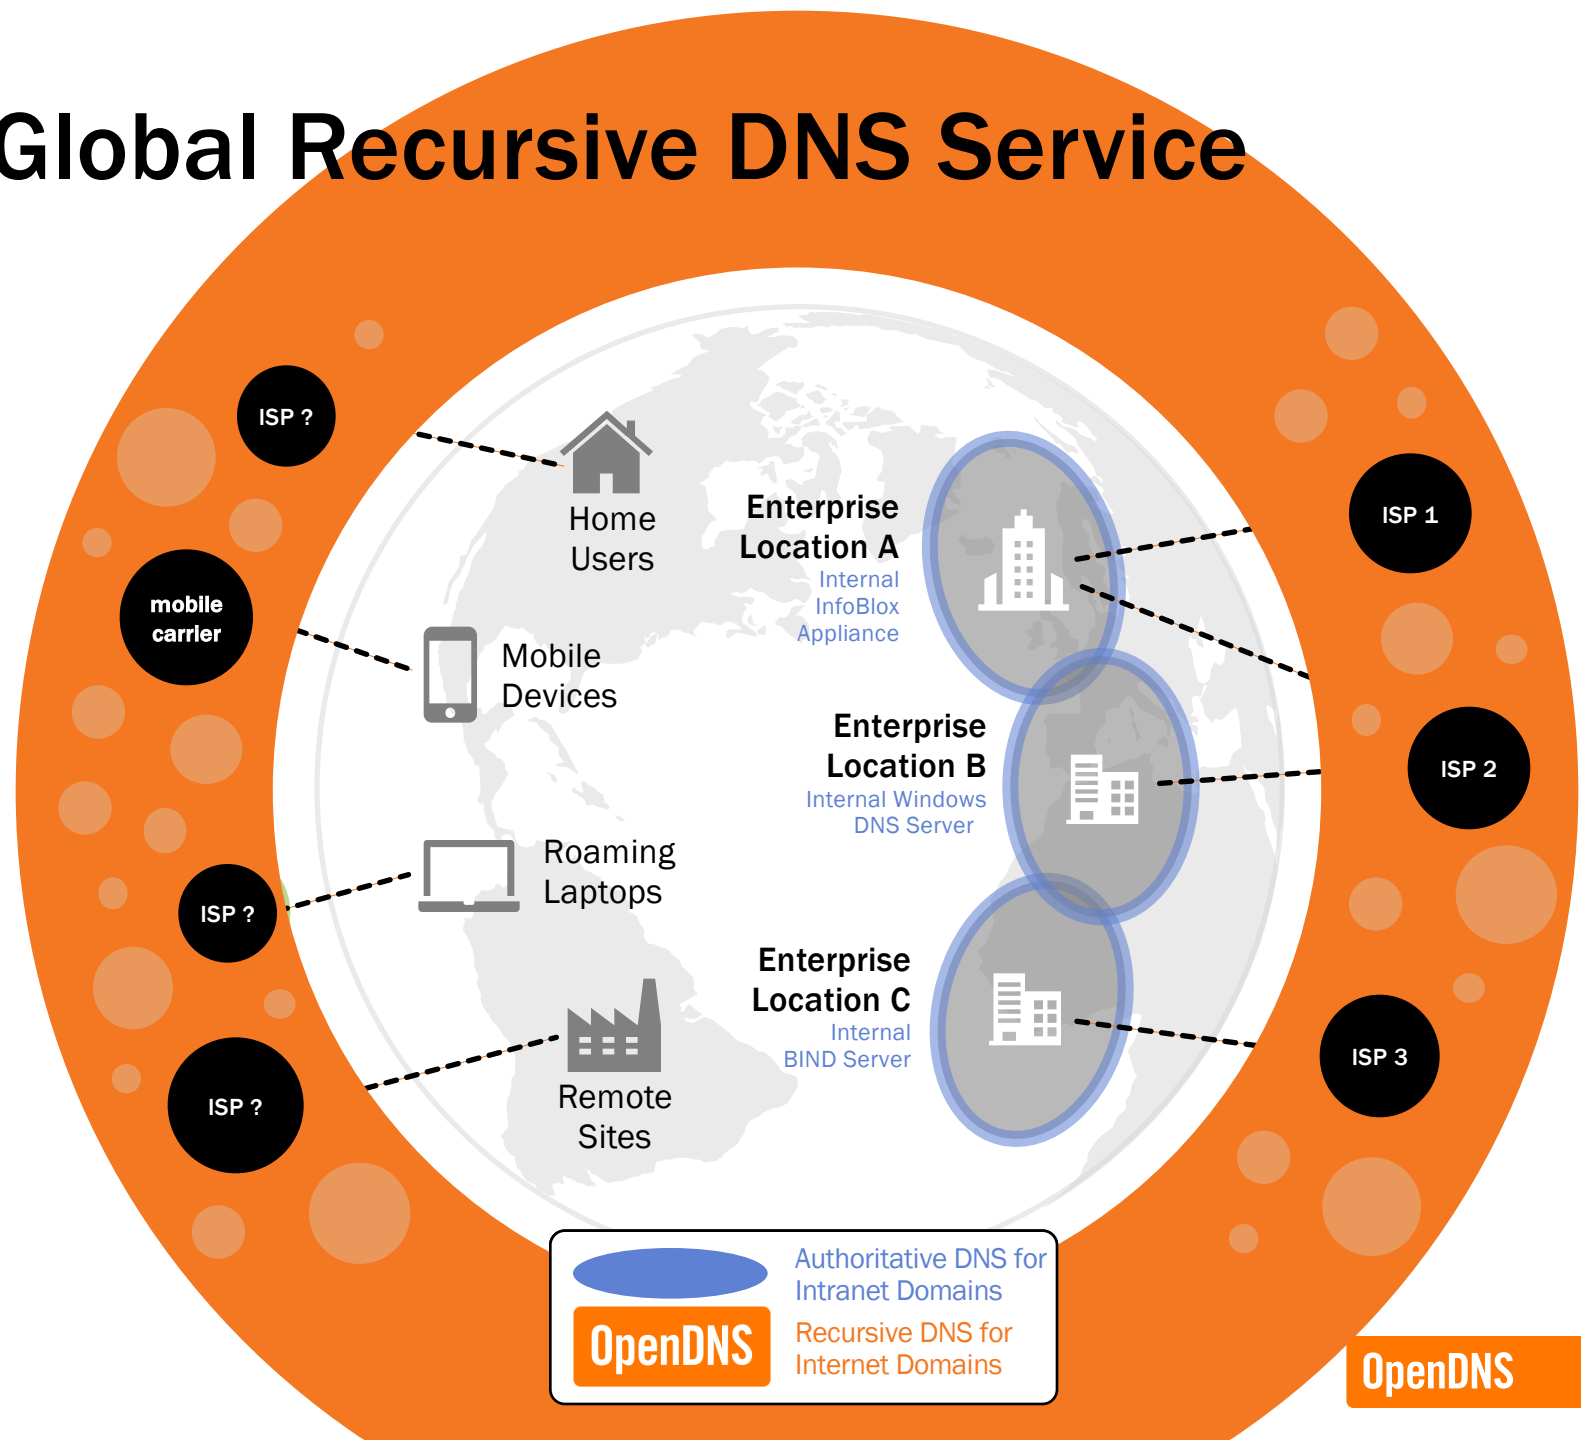 Global Recursive DNS Service
ISP ?
mobile
carrier
ISP ?
ISP ?
Home
Users
Mobile
Devices
Roaming
Laptops
Remote
Sites
Enterprise
Location A
Internal
InfoBlox
Appliance
Enterprise
Location B
Internal Windows
DNS Server
Enterprise
Location C
Internal
BIND Server
ISP 1
ISP 2
ISP 3
Authoritative DNS for
Intranet Domains
OpenDNS
Recursive DNS for
Internet Domains
OpenDNS